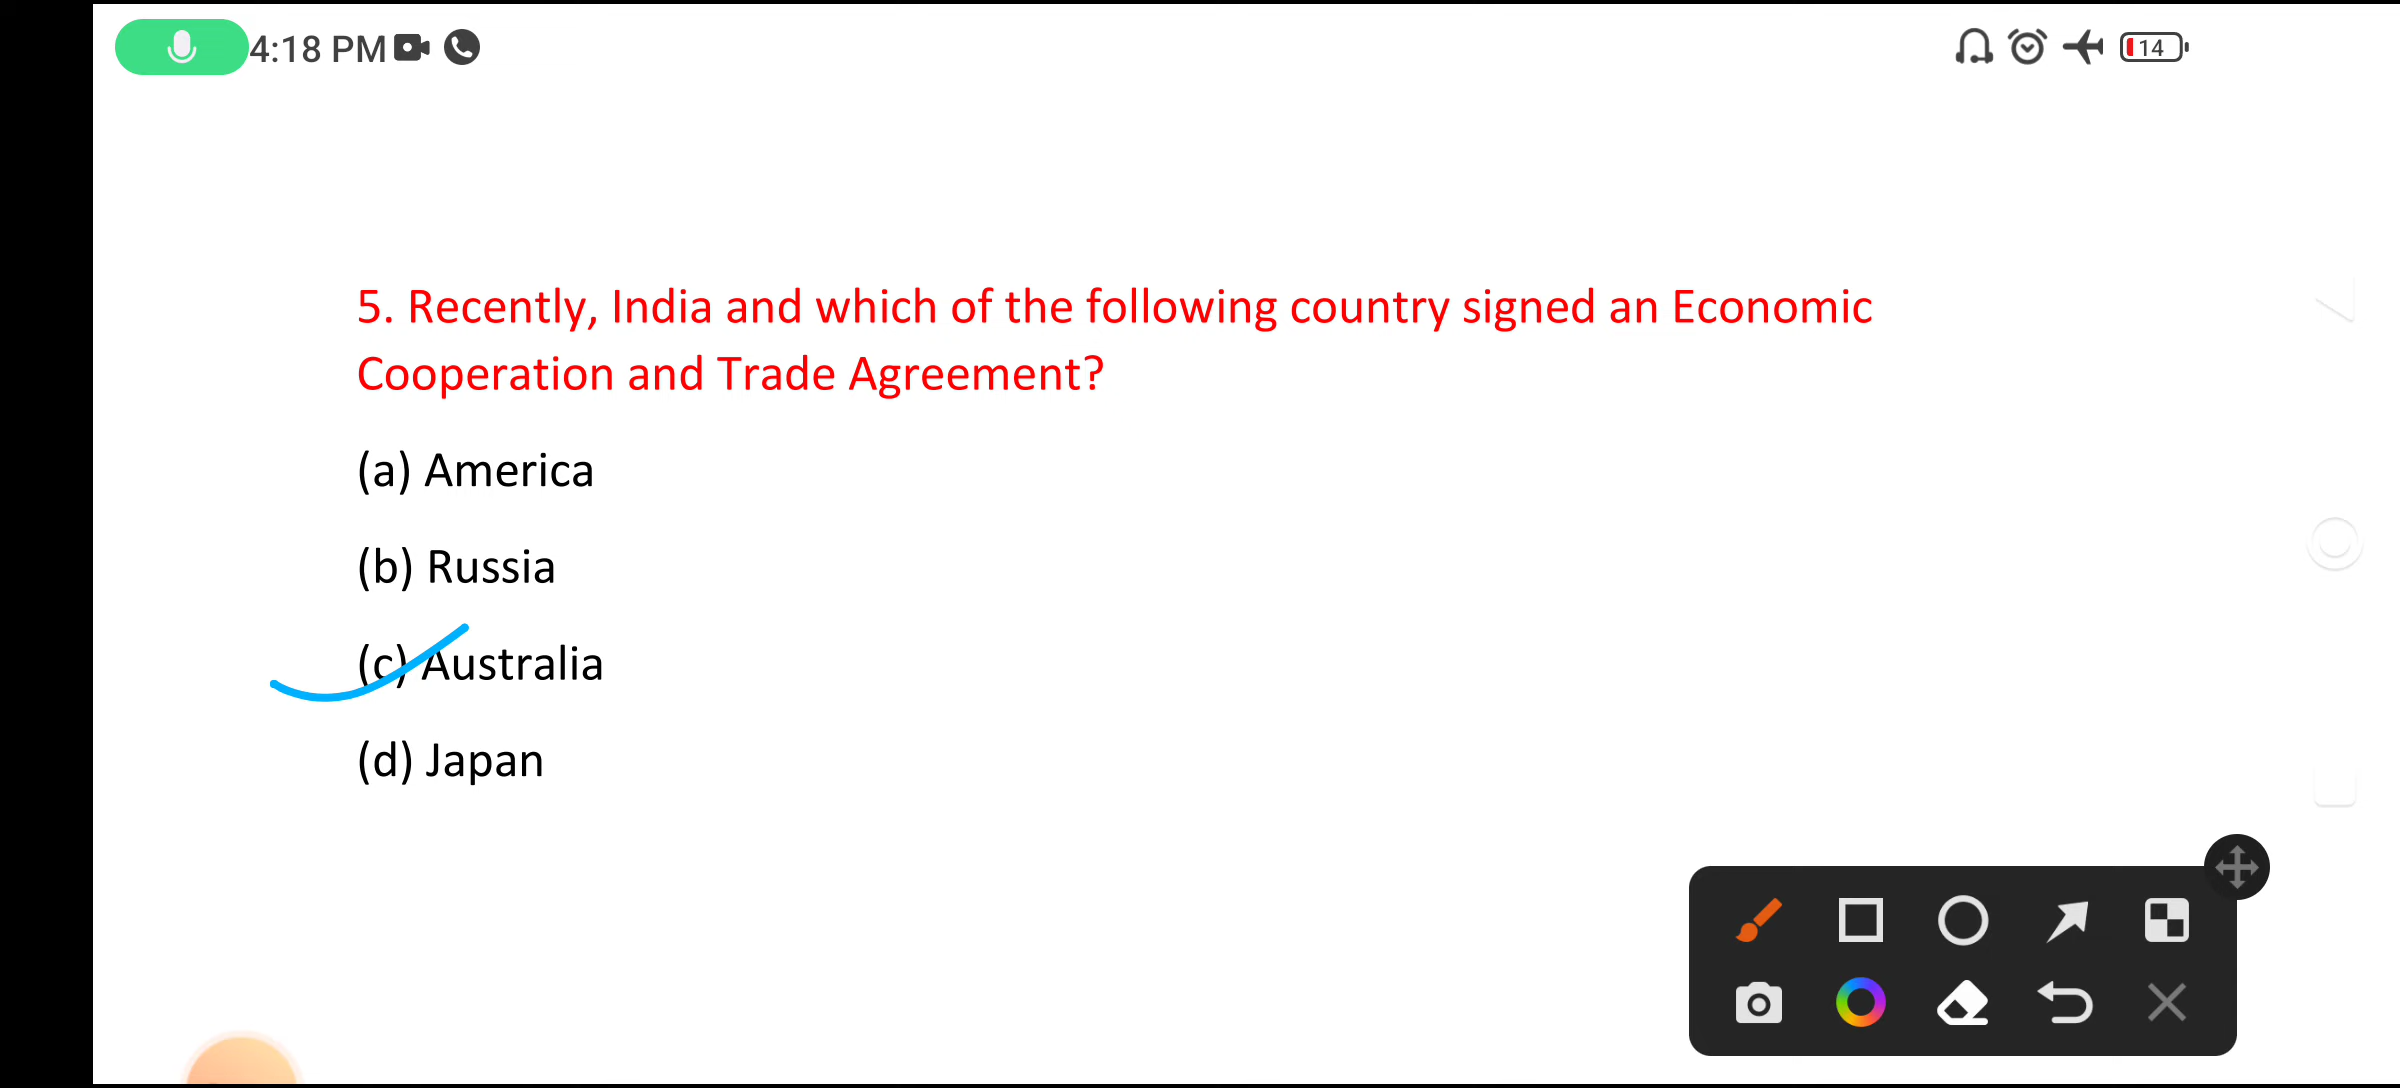 4:18 PM
14
5. Recently, India and which of the following country signed an Economic
Cooperation and Trade Agreement?
(a) America
(b) Russia
(c) Australia
(d) Japan